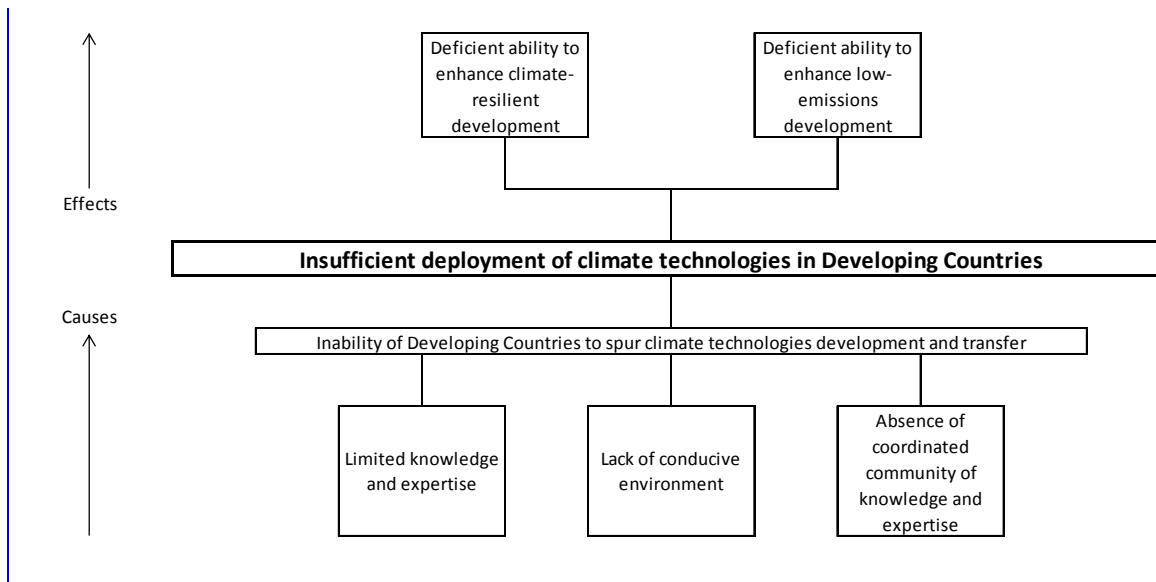 Deficient ability to
enhance climate-
resilient
development
Deficient ability to
enhance low-
emissions
development
Effects
Insufficient deployment of climate technologies in Developing Countries
Causes
Inability of Developing Countries to spur climate technologies development and transfer
Limited knowledge
and expertise
Lack of conducive
environment
Absence of
coordinated
community of
knowledge and
expertise